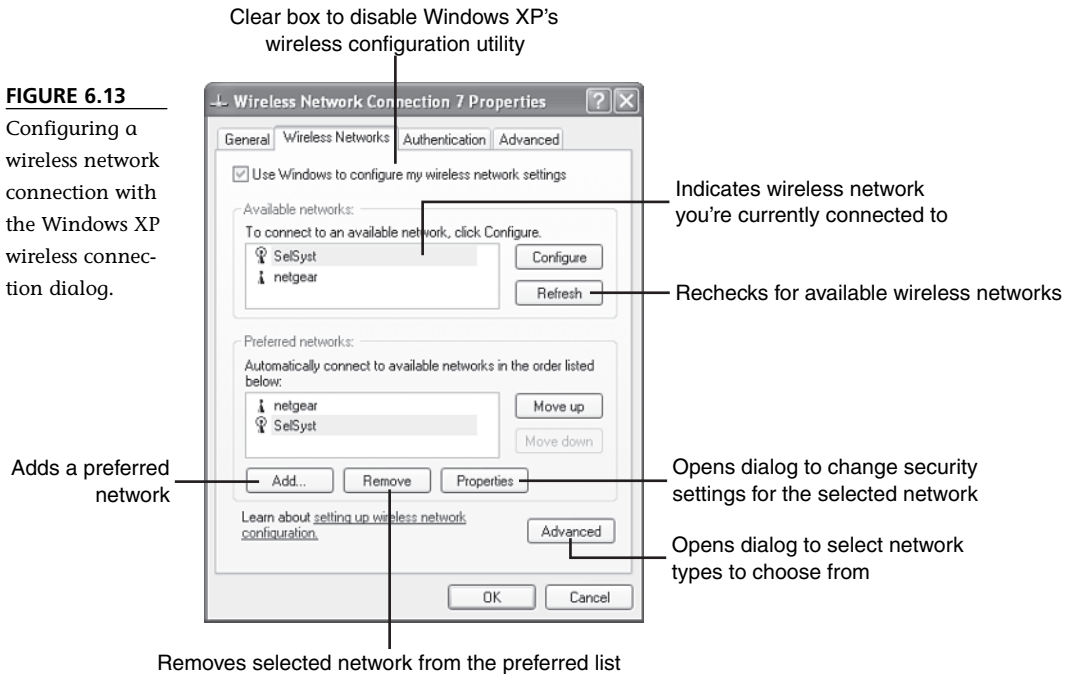 Clear box to disable Windows XP's
wireless configuration utility
FIGURE 6.13
Configuring a
wireless network
connection with
the Windows XP
wireless connec-
tion dialog.
Wireless Network Connection 7 Properties
General Wireless Networks Authentication Advanced
Use Windows to configure my wireless network settings
Available networks:
To connect to an available network, click Configure.
SelSyst
netgear
Configure
Refresh
Indicates wireless network
you're currently connected to
Rechecks for available wireless networks
Preferred networks:
Automatically connect to available networks in the order listed
below:
netgear
SelSyst
Move up
Move down
Add... Remove Properties
Adds a preferred
network
Opens dialog to change security
settings for the selected network
Learn about setting up wireless network
configuration.
Advanced
Opens dialog to select network
types to choose from
OK Cancel
Removes selected network from the preferred list